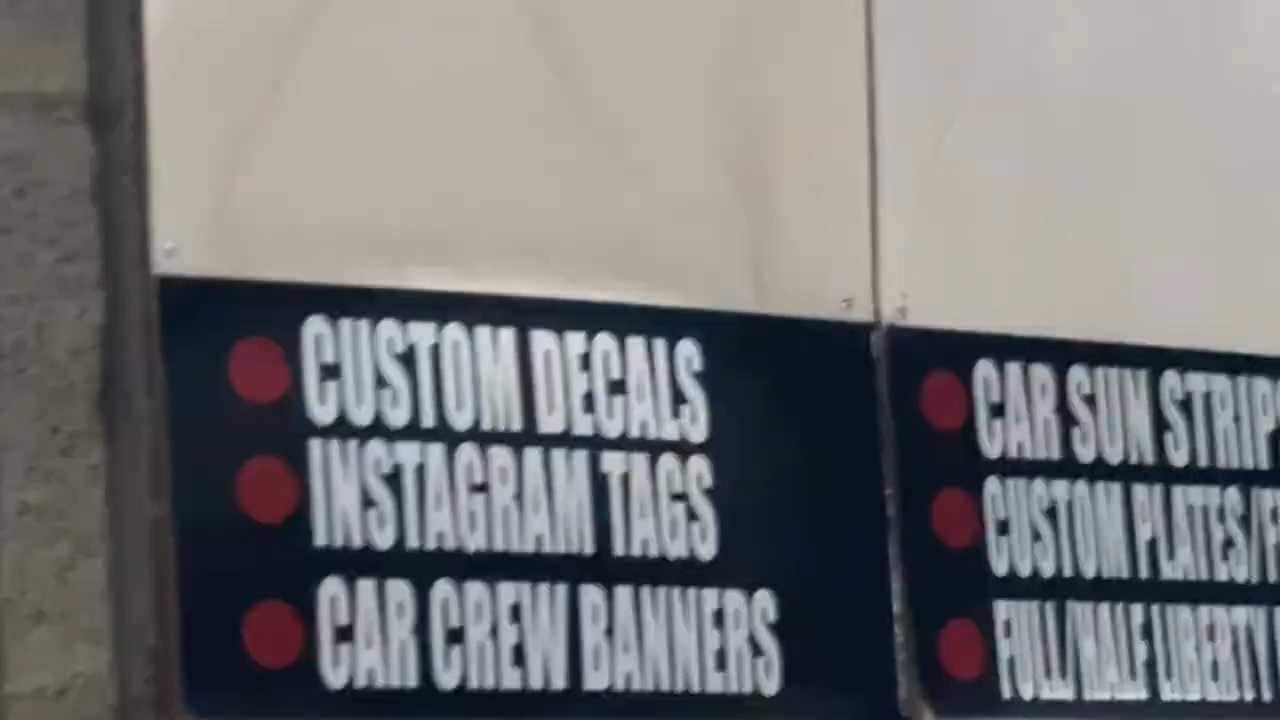 CUSTOM DECALS
INSTAGRAM TAGS
CAR CREW BANNERS
CAR SUN STRIP
CUSTOM PLATES/F
FULL/HALF LIBERTY